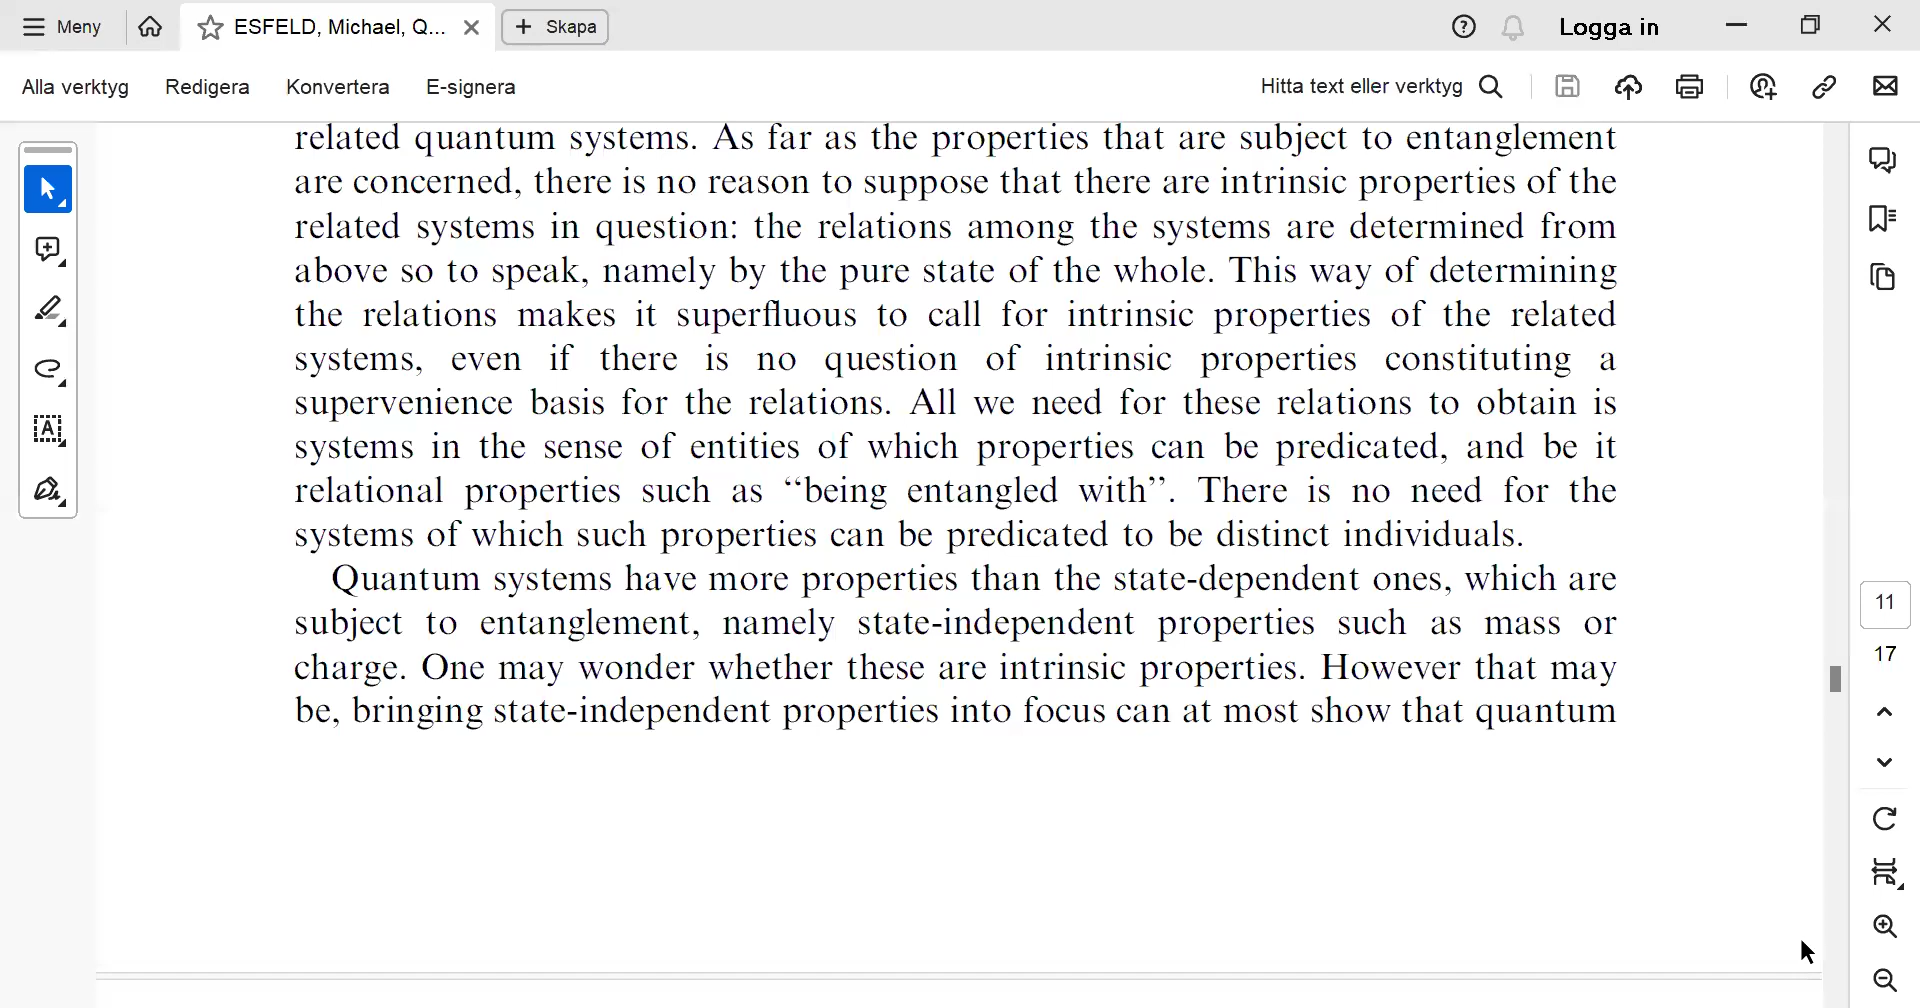 Meny
ESFELD, Michael, Q...
Skapa
Logga in
Alla verktyg
Redigera
Konvertera
E-signera
Hitta text eller verktyg
related quantum systems. As far as the properties that are subject to entanglement
are concerned, there is no reason to suppose that there are intrinsic properties of the
related systems in question: the relations among the systems are determined from
above so to speak, namely by the pure state of the whole. This way of determining
the relations makes it superfluous to call for intrinsic properties of the related
systems, even if there is no question of intrinsic properties constituting a
supervenience basis for the relations. All we need for these relations to obtain is
systems in the sense of entities of which properties can be predicated, and be it
relational properties such as “being entangled with”. There is no need for the
systems of which such properties can be predicated to be distinct individuals.
Quantum systems have more properties than the state-dependent ones, which are
subject to entanglement, namely state-independent properties such as mass or
charge. One may wonder whether these are intrinsic properties. However that may
be, bringing state-independent properties into focus can at most show that quantum
11
17